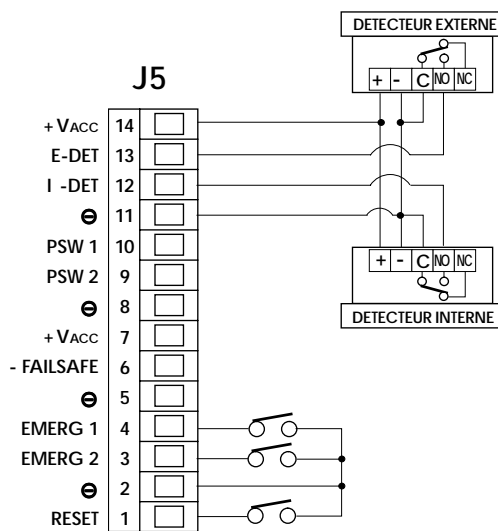 DETECTEUR EXTERNE
+ - C NO NC
J5
+ VACC 14
E-DET 13
I -DET 12
⊖ 11
PSW 1 10
PSW 2 9
⊖ 8
+ VACC 7
- FAILSAFE 6
⊖ 5
EMERG 1 4
EMERG 2 3
⊖ 2
RESET 1
+ - C NO NC
DETECTEUR INTERNE